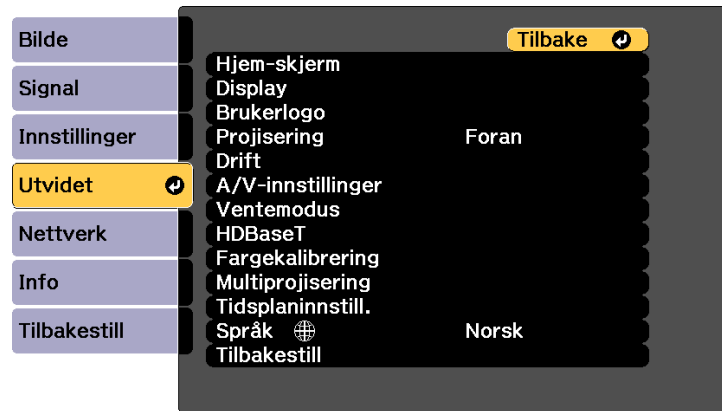 Bilde
Signal
Innstillinger
Utvidet
Nettverk
Info
Tilbakestill
Tilbake
Hjem-skjerm
Display
Brukerlogo
Projisering Foran
Drift
A/V-innstillinger
Ventemodus
HDBaseT
Fargekalibrering
Multiprojisering
Tidsplaninnstill.
Språk Norsk
Tilbakestill